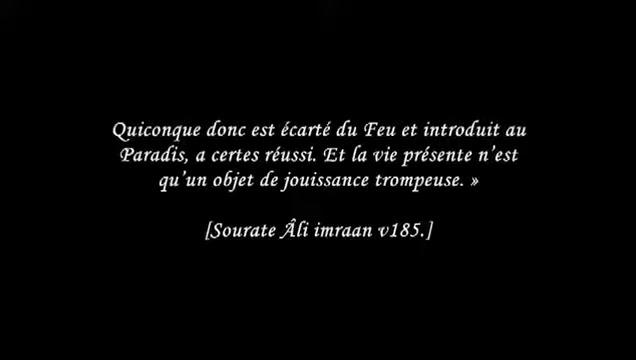 Quiconque donc est écarté du Feu et introduit au
Paradis, a certes réussi. Et la vie présente n'est
qu'un objet de jouissance trompeuse. »
[Sourate Âli imraan v185.]